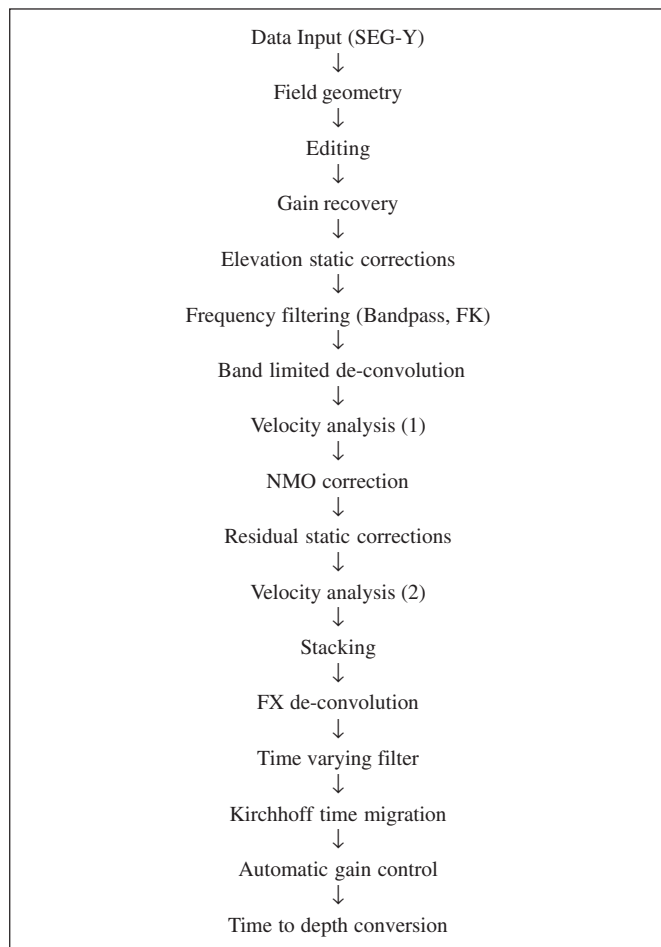 Data Input (SEG-Y)
↓
Field geometry
↓
Editing
↓
Gain recovery
↓
Elevation static corrections
↓
Frequency filtering (Bandpass, FK)
↓
Band limited de-convolution
↓
Velocity analysis (1)
↓
NMO correction
↓
Residual static corrections
↓
Velocity analysis (2)
↓
Stacking
↓
FX de-convolution
↓
Time varying filter
↓
Kirchhoff time migration
↓
Automatic gain control
↓
Time to depth conversion